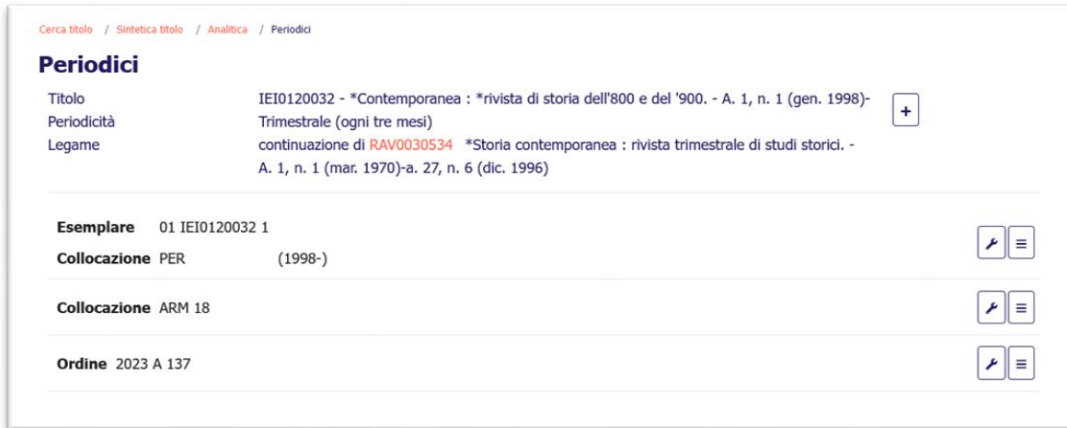 Cerca titolo / Sintetica titolo / Analitica / Periodici
Periodici
Titolo IEI0120032 - *Contemporanea : *rivista di storia dell'800 e del '900. - A. 1, n. 1 (gen. 1998)-
Periodicità Trimestrale (ogni tre mesi)
Legame continuazione di RAV0030534 *Storia contemporanea : rivista trimestrale di studi storici. -
A. 1, n. 1 (mar. 1970)-a. 27, n. 6 (dic. 1996)
Esemplare 01 IEI0120032 1
Collocazione PER (1998-)
Collocazione ARM 18
Ordine 2023 A 137